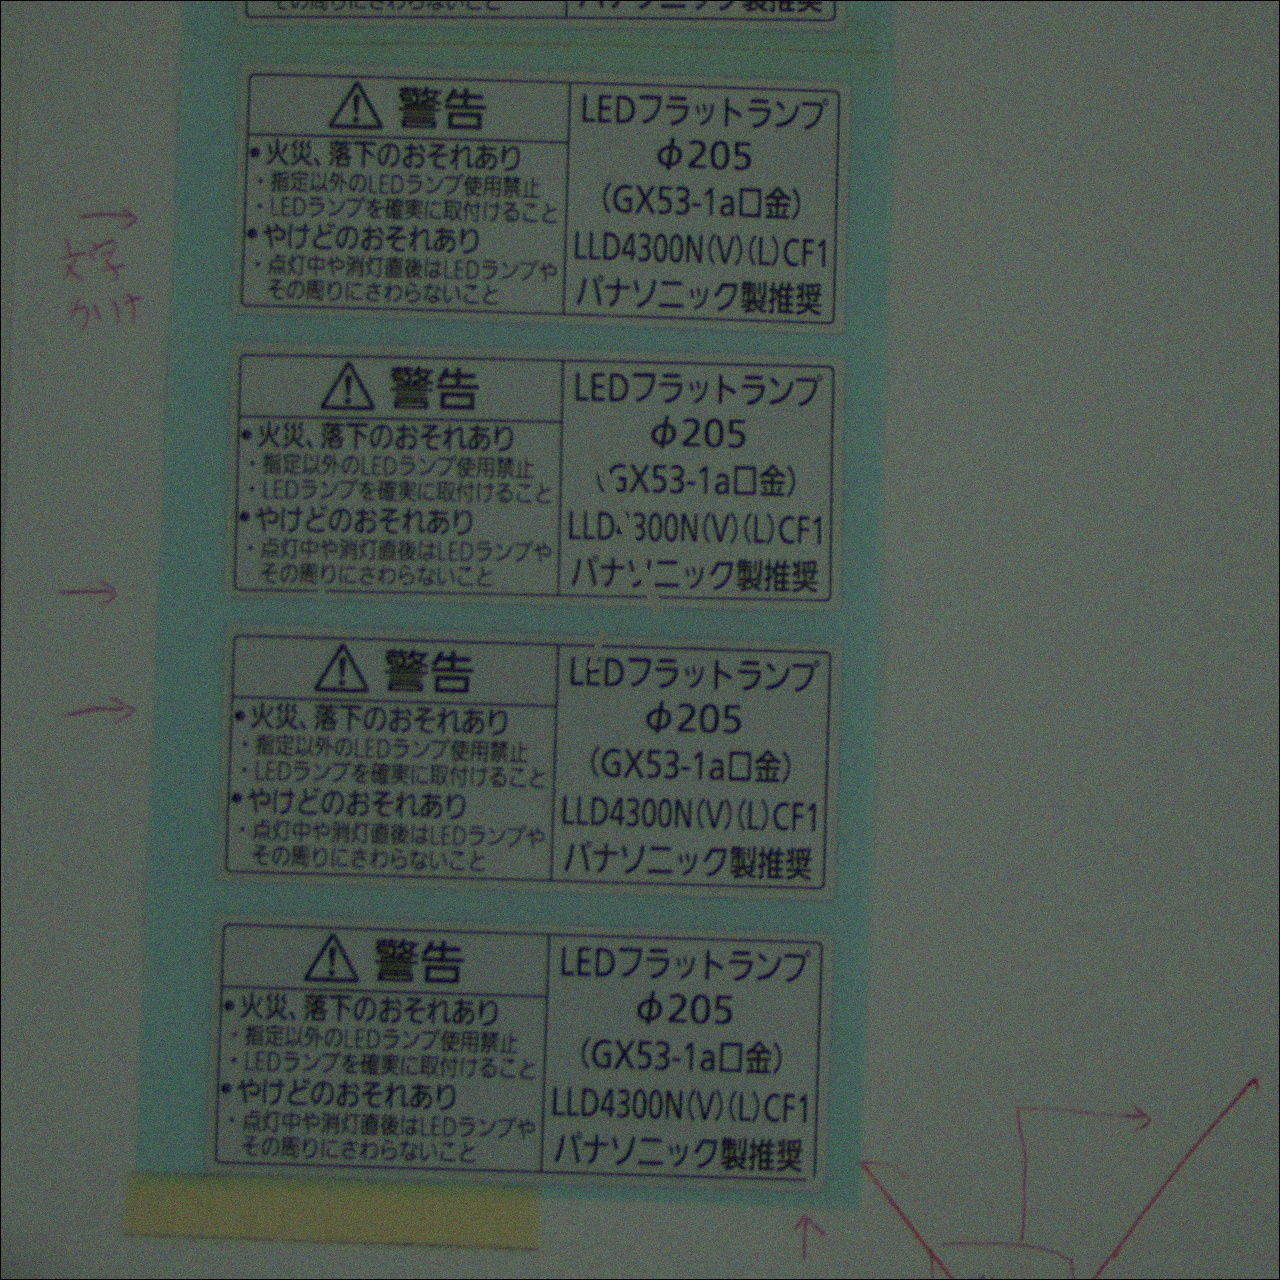 その周りにさわらないこと
パナソニック製推奨
警告
・火災、落下のおそれあり
・指定以外のLEDランプ使用禁止
・LEDランプを確実に取付けること
・やけどのおそれあり
・点灯中や消灯直後はLEDランプや
その周りにさわらないこと
LEDフラットランプ
Φ205
(GX53-1a口金)
LLD4300N(V)(L)CF1
パナソニック製推奨
文字
かけ
警告
・火災、落下のおそれあり
・指定以外のLEDランプ使用禁止
・LEDランプを確実に取付けること
・やけどのおそれあり
・点灯中や消灯直後はLEDランプや
その周りにさわらないこと
LEDフラットランプ
Φ205
(GX53-1a口金)
LLD4300N(V)(L)CF1
パナソニック製推奨
警告
・火災、落下のおそれあり
・指定以外のLEDランプ使用禁止
・LEDランプを確実に取付けること
・やけどのおそれあり
・点灯中や消灯直後はLEDランプや
その周りにさわらないこと
LEDフラットランプ
Φ205
(GX53-1a口金)
LLD4300N(V)(L)CF1
パナソニック製推奨
警告
・火災、落下のおそれあり
・指定以外のLEDランプ使用禁止
・LEDランプを確実に取付けること
・やけどのおそれあり
・点灯中や消灯直後はLEDランプや
その周りにさわらないこと
LEDフラットランプ
Φ205
(GX53-1a口金)
LLD4300N(V)(L)CF1
パナソニック製推奨